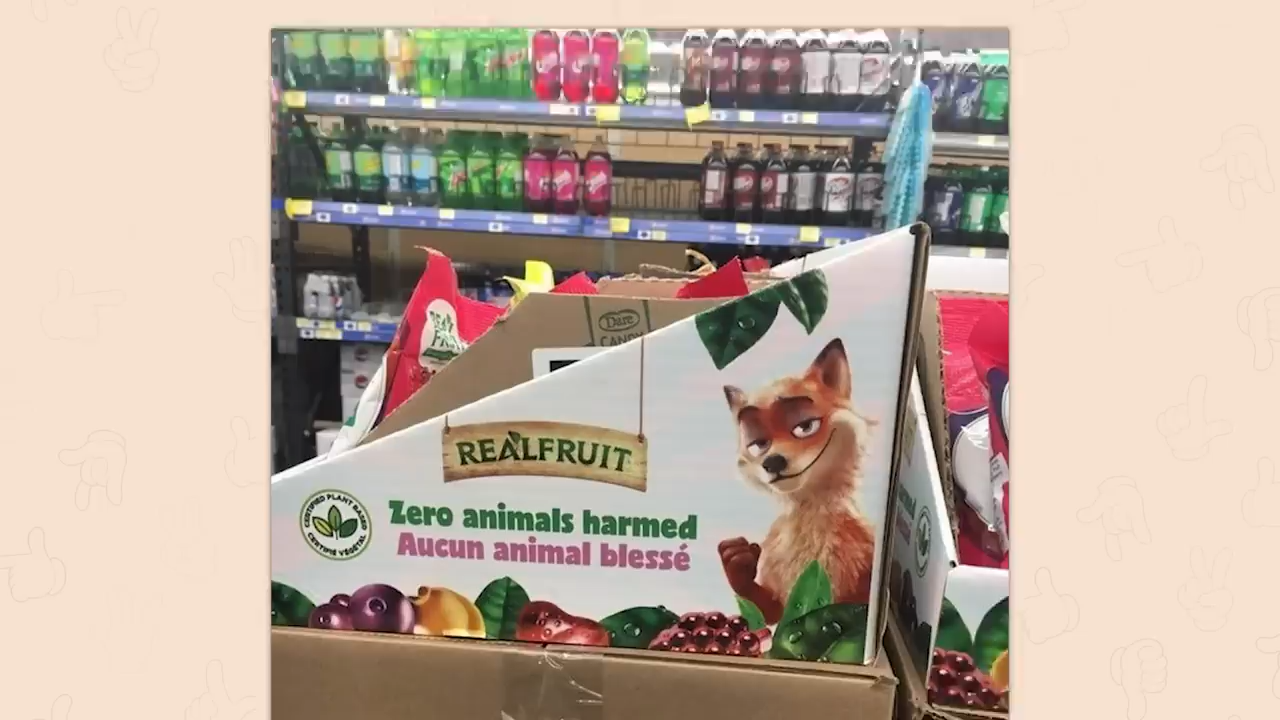 Dare
CANDY
REALFRUIT
CERTIFIED PLANT BASED
CERTIFIÉ VÉGÉTAL
Zero animals harmed
Aucun animal blessé